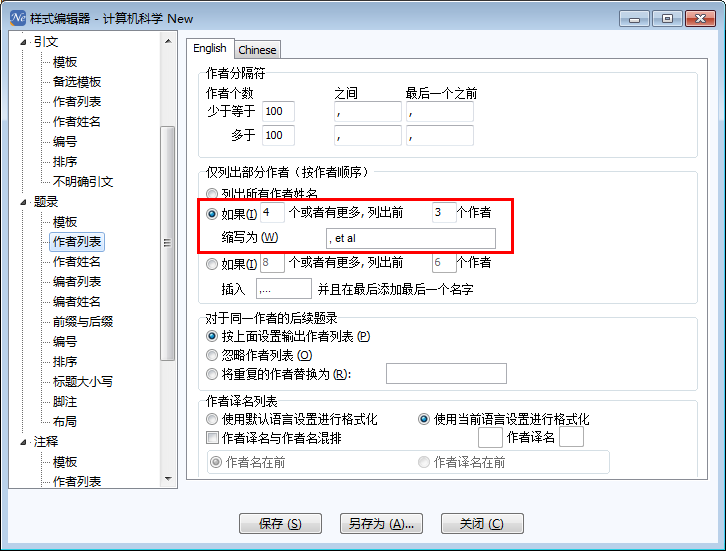 Ne 样式编辑器 - 计算机科学 New
引文
模板
备选模板
作者列表
作者姓名
编号
排序
不明确引文
题录
模板
作者列表
作者姓名
编者列表
编者姓名
前缀与后缀
编号
排序
标题大小写
脚注
布局
注释
模板
作者列表
English Chinese
作者分隔符
作者个数 之间 最后一个之前
少于等于 100 , ,
多于 100 , ,
仅列出部分作者（按作者顺序）
列出所有作者姓名
如果(I) 4 个或者有更多, 列出前 3 个作者
缩写为 (W) , et al
如果(I) 8 个或者有更多, 列出前 6 个作者
插入 ,... 并且在最后添加最后一个名字
对于同一作者的后续题录
按上面设置输出作者列表 (P)
忽略作者列表 (O)
将重复的作者替换为 (R):
作者译名列表
使用默认语言设置进行格式化 使用当前语言设置进行格式化
作者译名与作者名混排 作者译名
作者名在前 作者译名在前
保存 (S) 另存为 (A)... 关闭 (C)